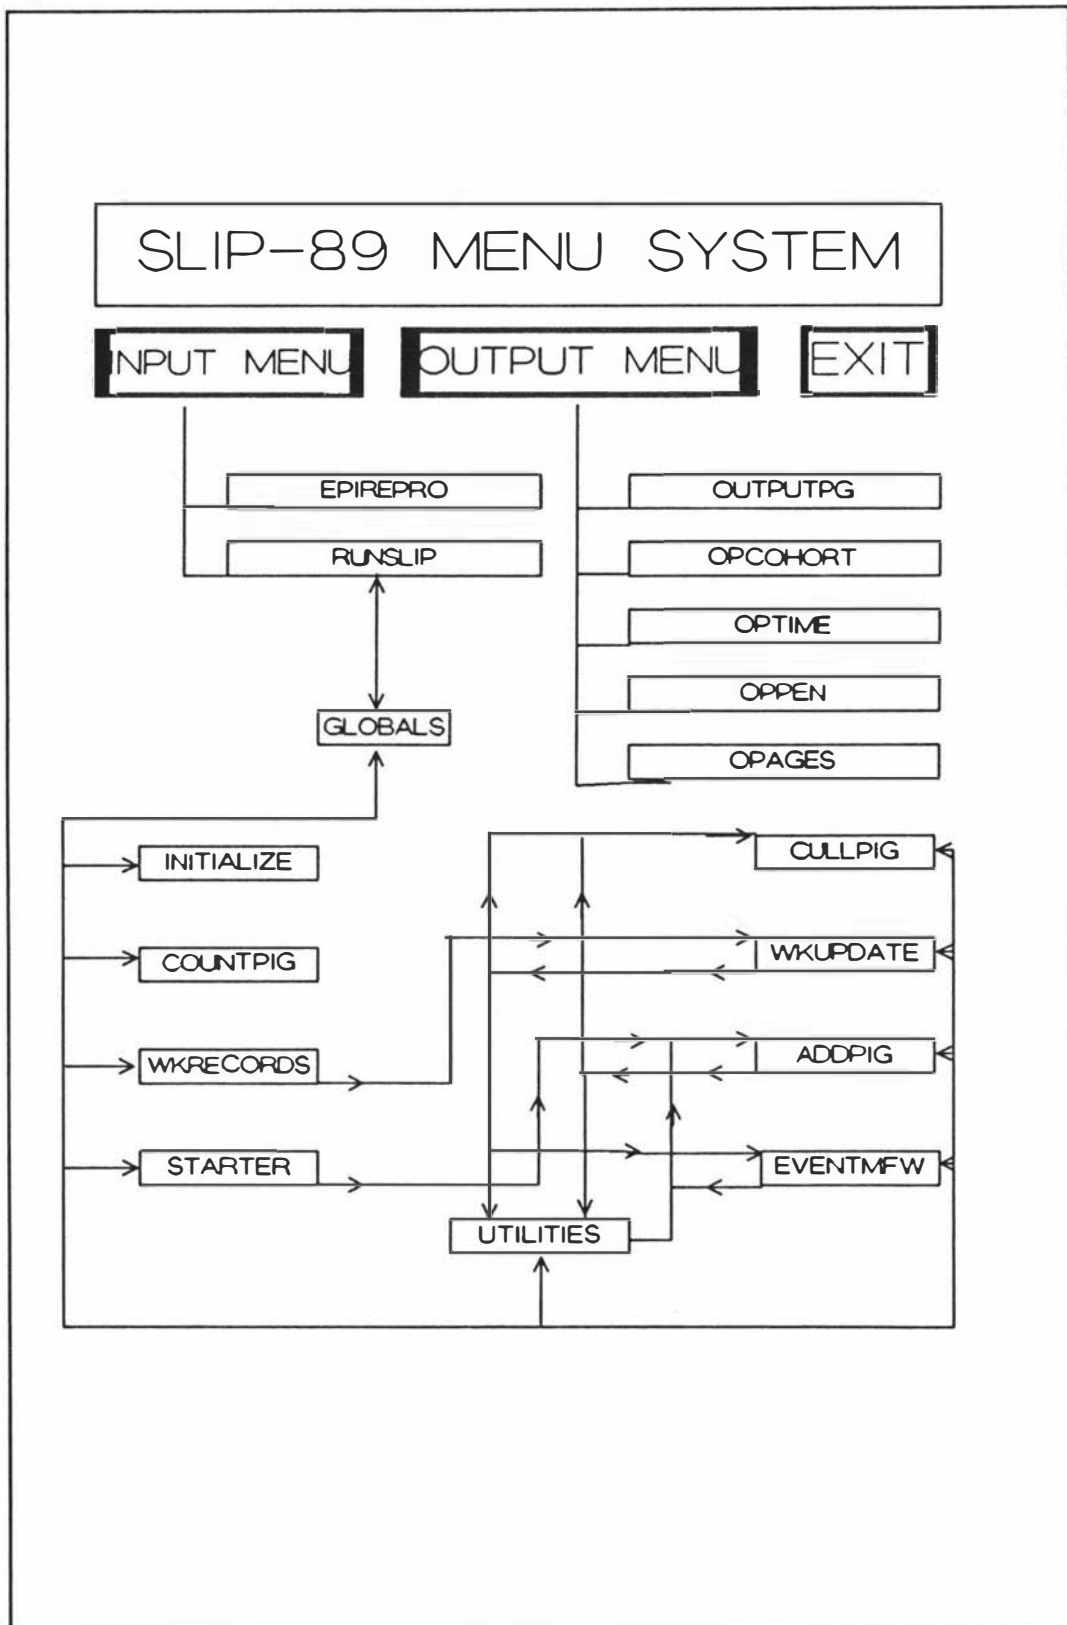 SLIP-89 MENU SYSTEM
INPUT MENU
OUTPUT MENU
EXIT
EPIREPRO
OUTPUTPG
RUNSLIP
OPCOHORT
OPTIME
OPPEN
GLOBALS
OPAGES
INITIALIZE
CULLPIG
COUNTPIG
WKUPDATE
WKRECORDS
ADDPIG
STARTER
EVENTMFW
UTILITIES